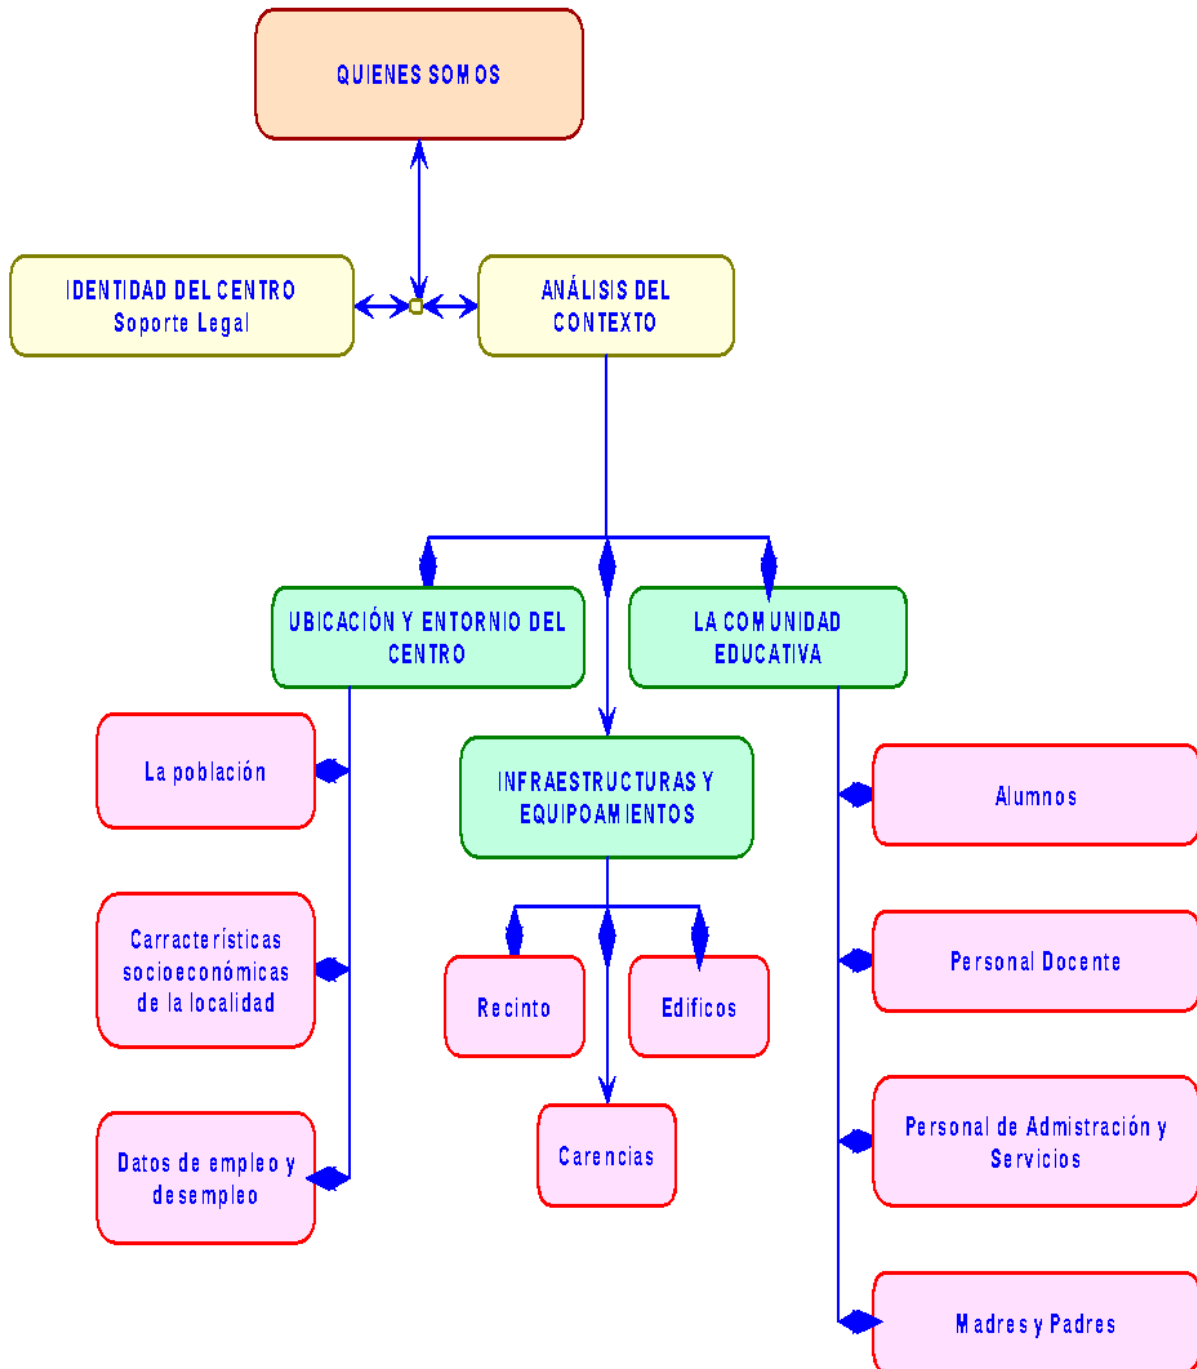 QUIENES SOMOS
IDENTIDAD DEL CENTRO
Soporte Legal
ANÁLISIS DEL
CONTEXTO
UBICACIÓN Y ENTORNIO DEL
CENTRO
LA COMUNIDAD
EDUCATIVA
La población
INFRAESTRUCTURAS Y
EQUIPOAMIENTOS
Alumnos
Carracterísticas
socioeconómicas
de la localidad
Recinto
Edificos
Personal Docente
Datos de empleo y
desempleo
Carencias
Personal de Admistración y
Servicios
Madres y Padres